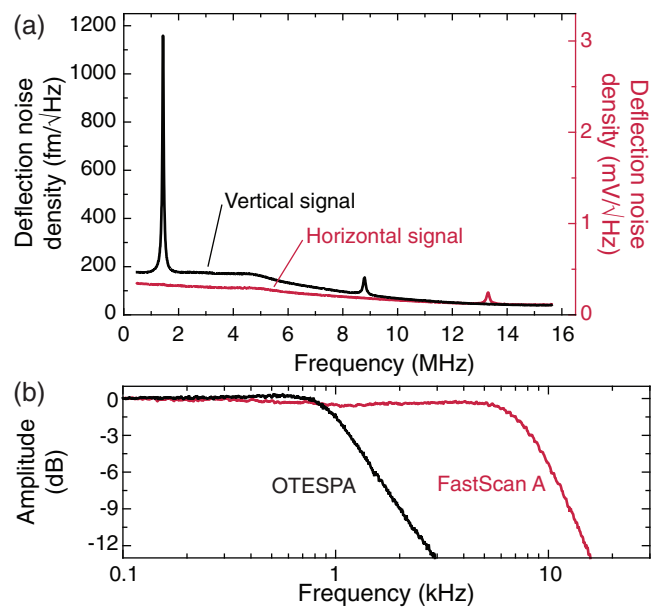 (a)
1200
1000
800
600
400
200
0
Deflection noise
density (fm/√Hz)
3
2
1
0
Deflection noise
density (mV/√Hz)
Vertical signal
Horizontal signal
0 2 4 6 8 10 12 14 16
Frequency (MHz)
(b)
0
-3
-6
-9
-12
Amplitude
(dB)
OTESPA
FastScan A
0.1 1 10
Frequency (kHz)